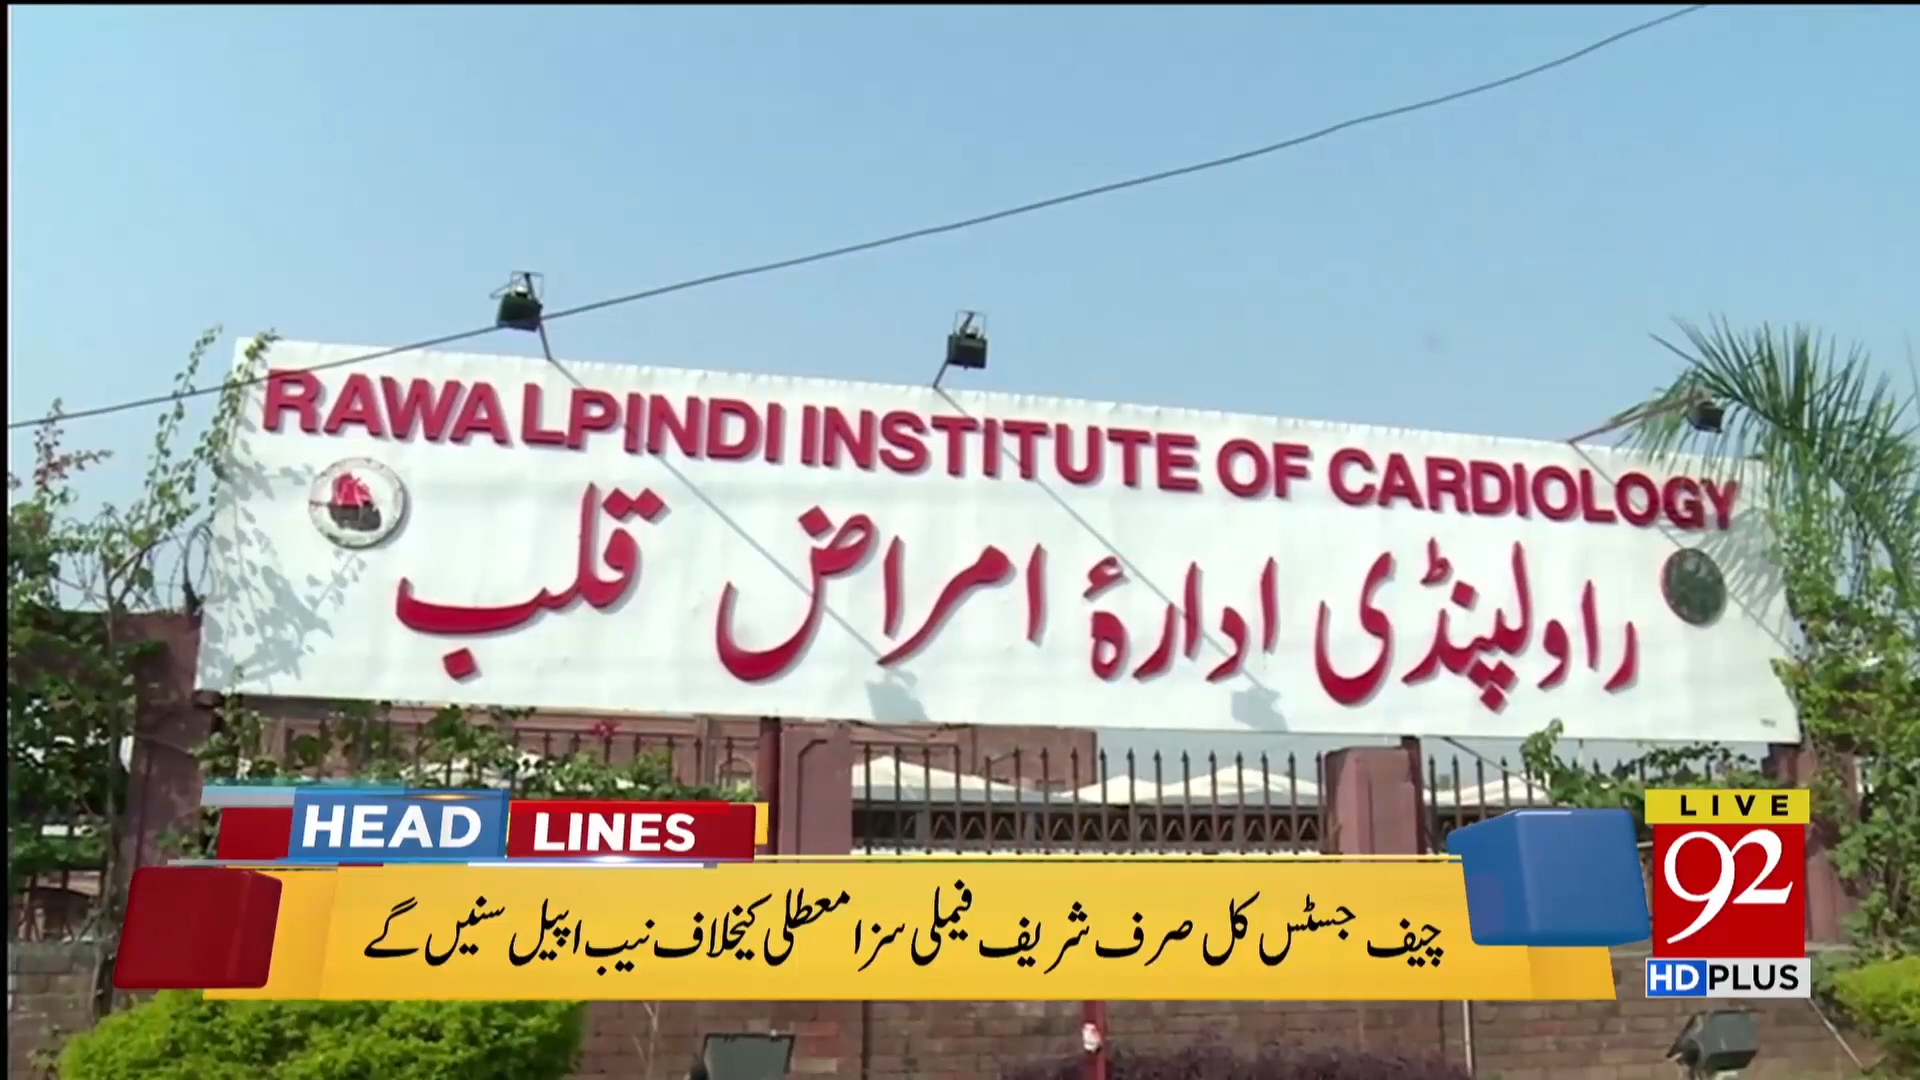 RAWALPINDI INSTITUTE OF CARDIOLOGY
راولپنڈی ادارۂ امراض قلب
HEAD LINES
چیف جسٹس کل صرف شریف فیملی سزا معطلی کیخلاف نیب اپیل سنیں گے
LIVE
92
HD PLUS